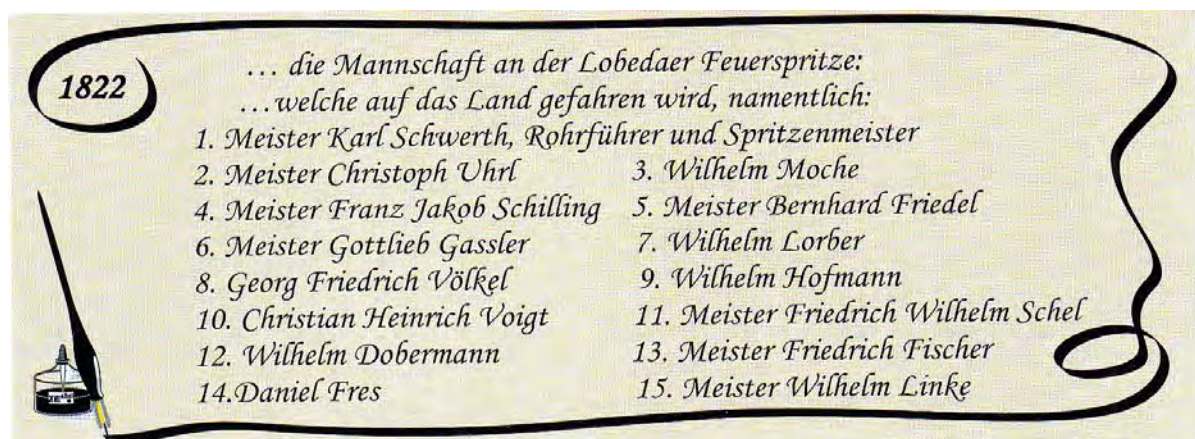 1822
... die Mannschaft an der Lobedaer Feuerspritze:
...welche auf das Land gefahren wird, namentlich:
1. Meister Karl Schwerth, Rohrführer und Spritzenmeister
2. Meister Christoph Uhrl 3. Wilhelm Moche
4. Meister Franz Jakob Schilling 5. Meister Bernhard Friedel
6. Meister Gottlieb Gassler 7. Wilhelm Lorber
8. Georg Friedrich Völkel 9. Wilhelm Hofmann
10. Christian Heinrich Voigt 11. Meister Friedrich Wilhelm Schel
12. Wilhelm Dobermann 13. Meister Friedrich Fischer
14.Daniel Fres 15. Meister Wilhelm Linke